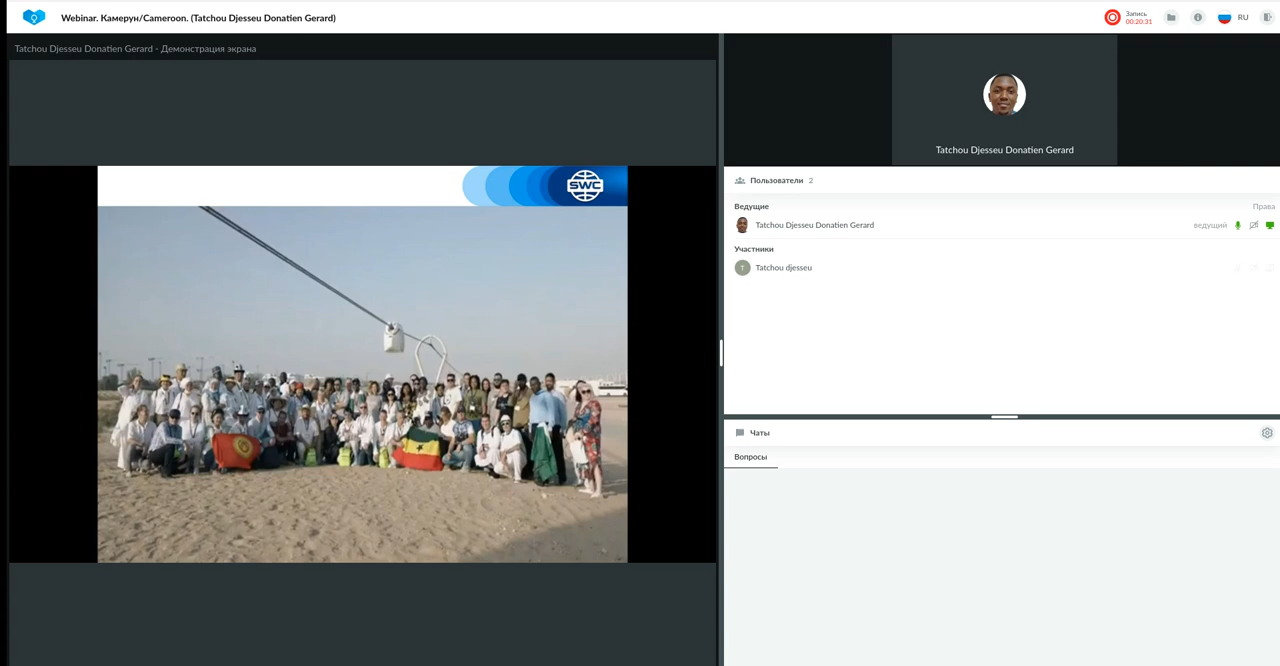 Webinar. Камерун/Cameroon. (Tatchou Djesseu Donatien Gerard)
Запись
00:20:31
RU
Tatchou Djesseu Donatien Gerard - Демонстрация экрана
SWC
Tatchou Djesseu Donatien Gerard
Пользователи 2
Ведущие Права
Tatchou Djesseu Donatien Gerard ведущий
Участники
T Tatchou djesseu
Чаты
Вопросы